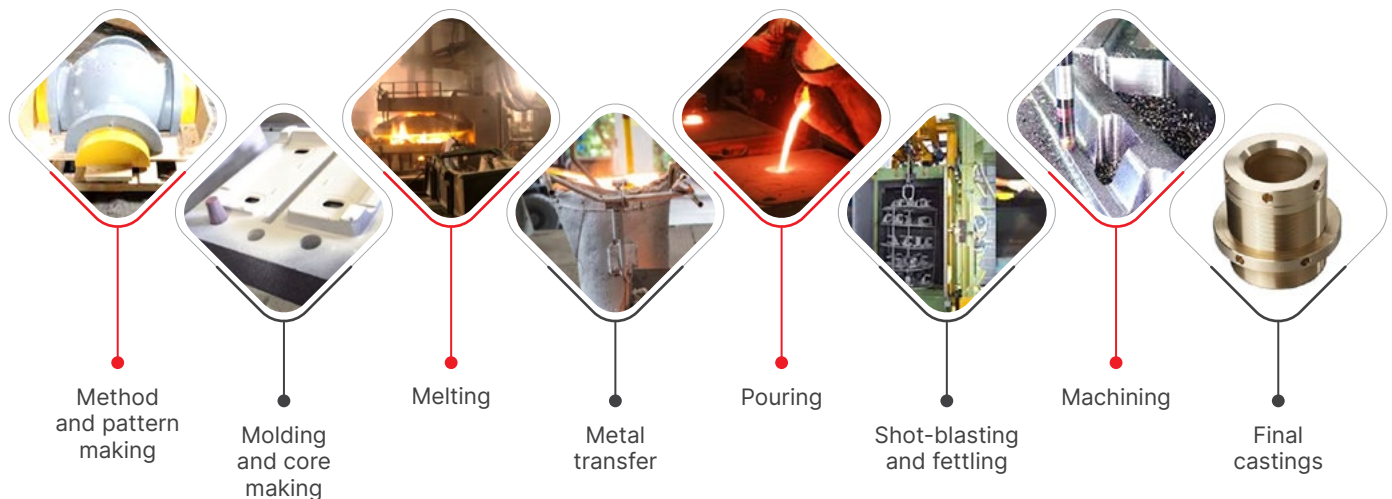 Method
and pattern
making
Molding
and core
making
Melting
Metal
transfer
Pouring
Shot-blasting
and fettling
Machining
Final
castings